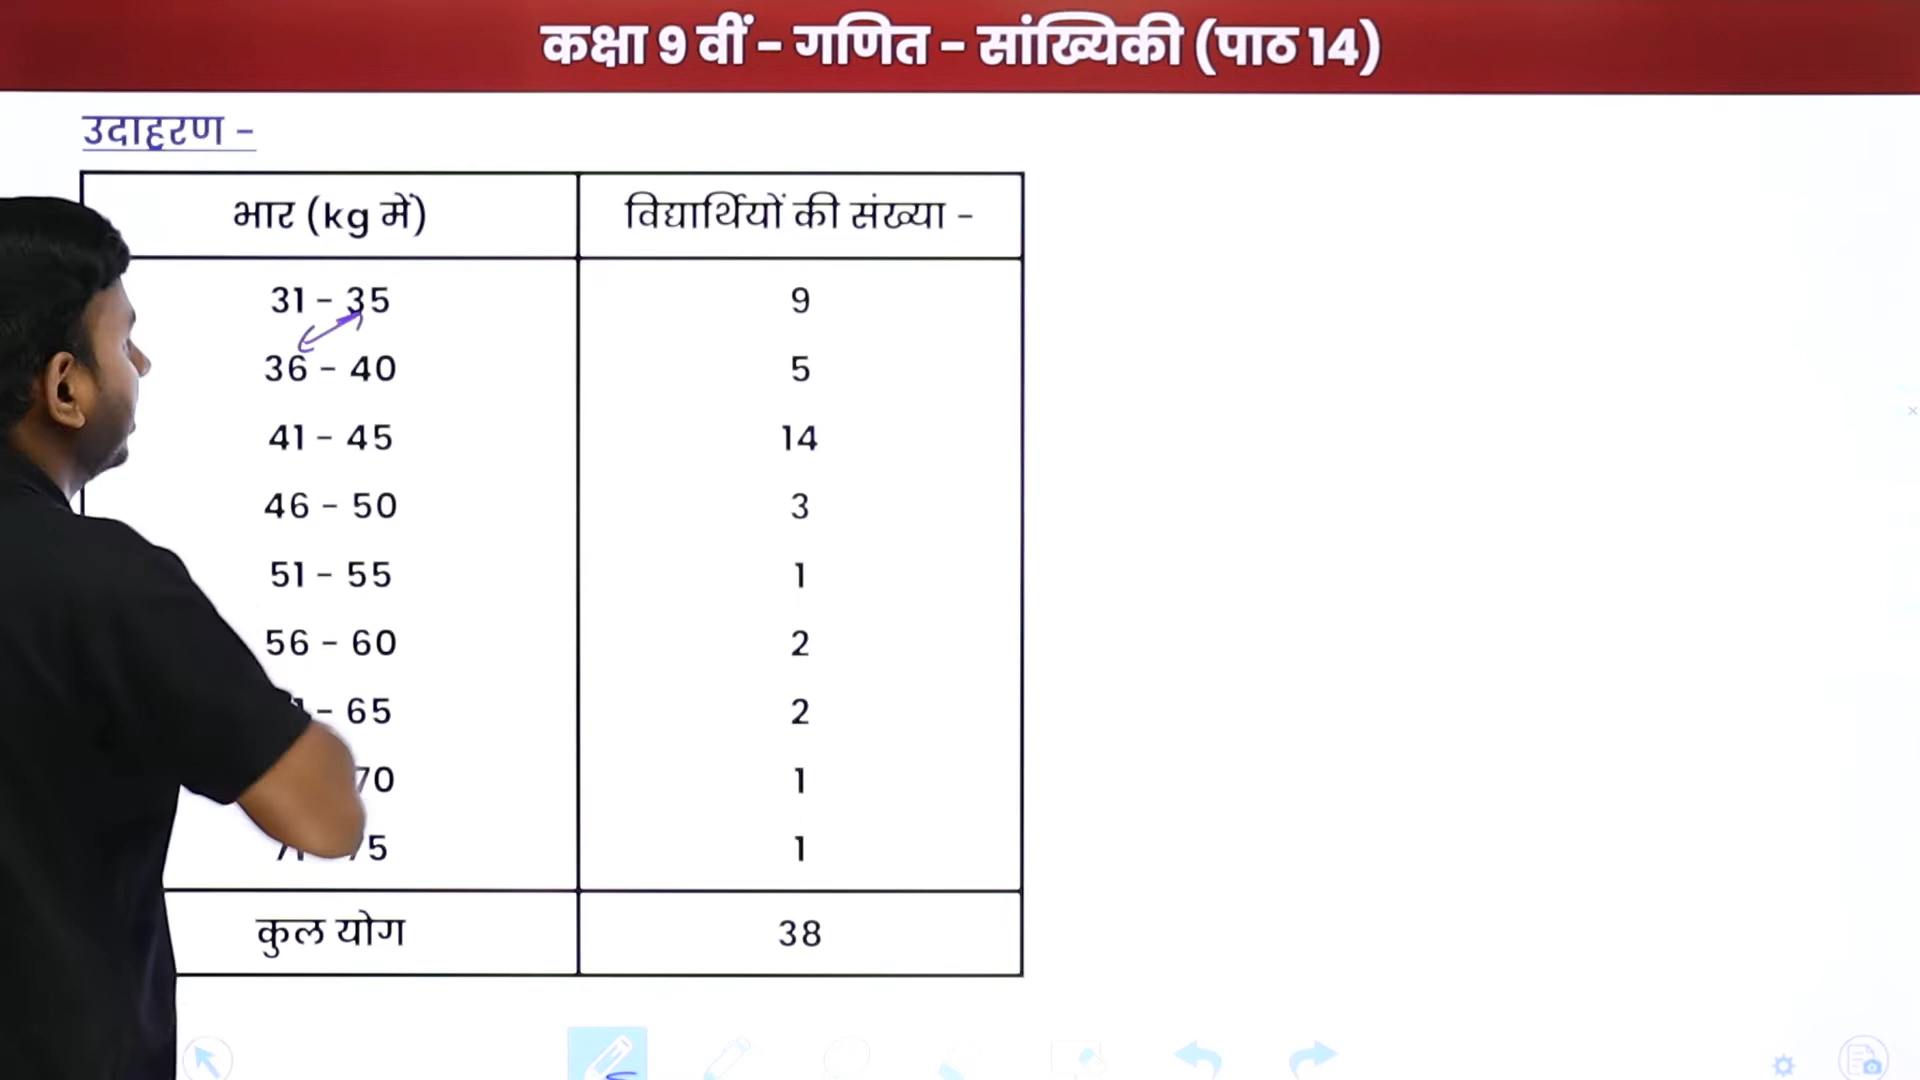 कक्षा 9 वीं - गणित - सांख्यिकी (पाठ 14)
उदाहरण -
भार (kg में) विद्यार्थियों की संख्या -
31 - 35 9
36 - 40 5
41 - 45 14
46 - 50 3
51 - 55 1
56 - 60 2
- 65 2
70 1
75 1
कुल योग 38